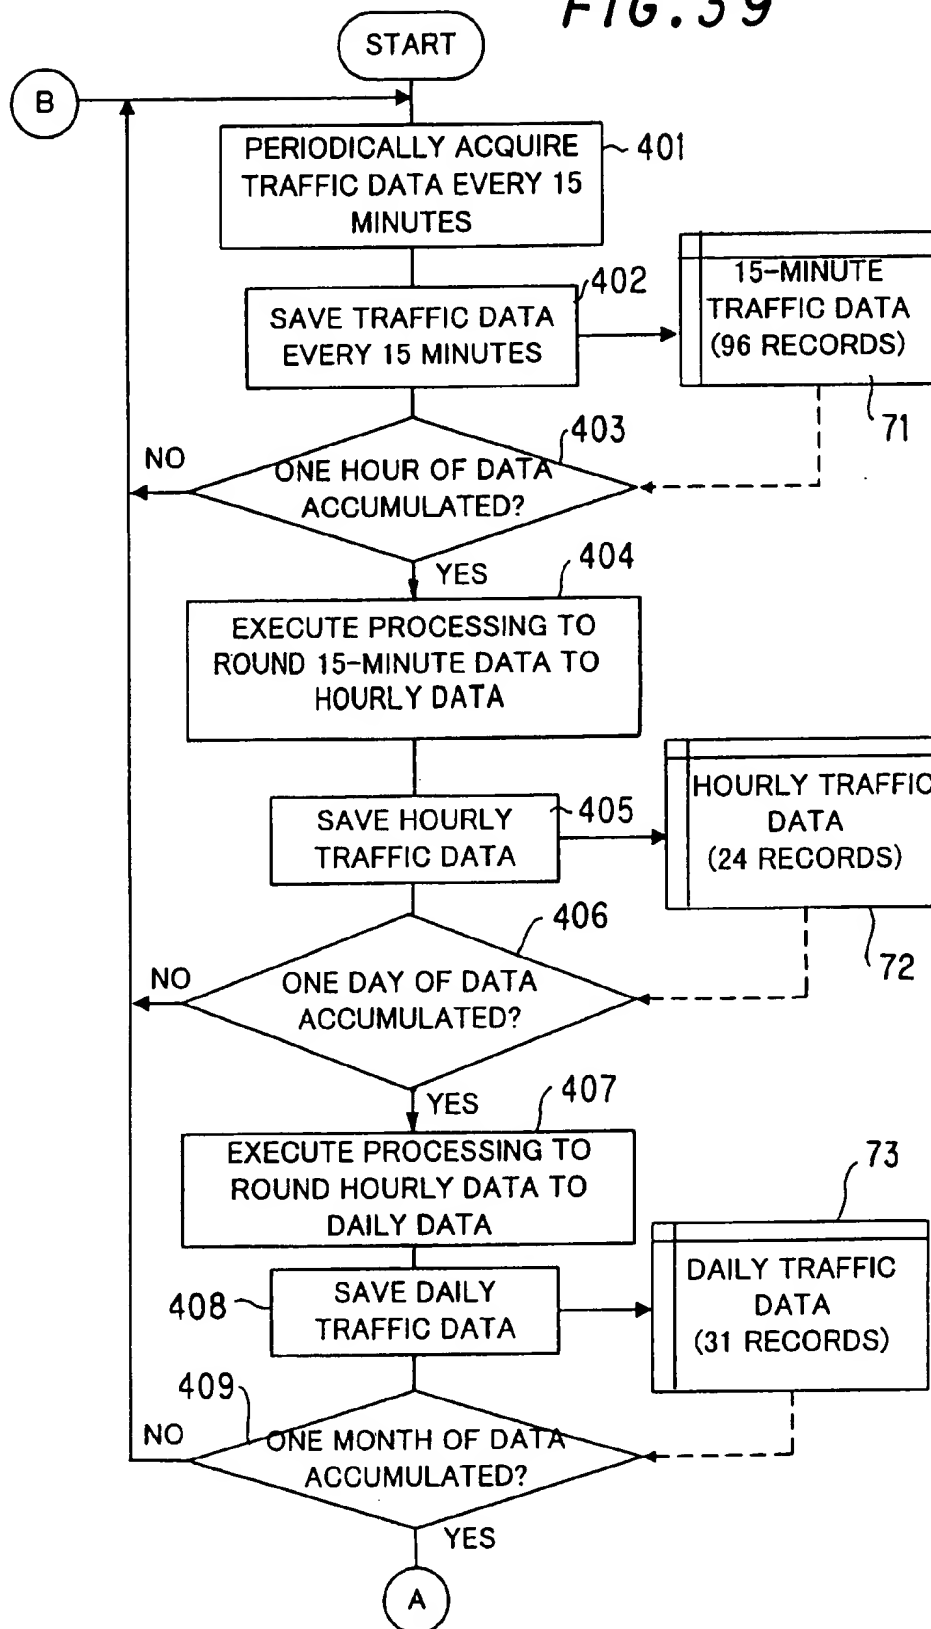 FIG.39
START
B
PERIODICALLY ACQUIRE
TRAFFIC DATA EVERY 15
MINUTES
401
402
SAVE TRAFFIC DATA
EVERY 15 MINUTES
15-MINUTE
TRAFFIC DATA
(96 RECORDS)
71
403
NO
ONE HOUR OF DATA
ACCUMULATED?
YES
404
EXECUTE PROCESSING TO
ROUND 15-MINUTE DATA TO
HOURLY DATA
SAVE HOURLY
TRAFFIC DATA
405
HOURLY TRAFFIC
DATA
(24 RECORDS)
72
406
NO
ONE DAY OF DATA
ACCUMULATED?
YES
407
EXECUTE PROCESSING TO
ROUND HOURLY DATA TO
DAILY DATA
73
408
SAVE DAILY
TRAFFIC DATA
DAILY TRAFFIC
DATA
(31 RECORDS)
409
NO
ONE MONTH OF DATA
ACCUMULATED?
YES
A